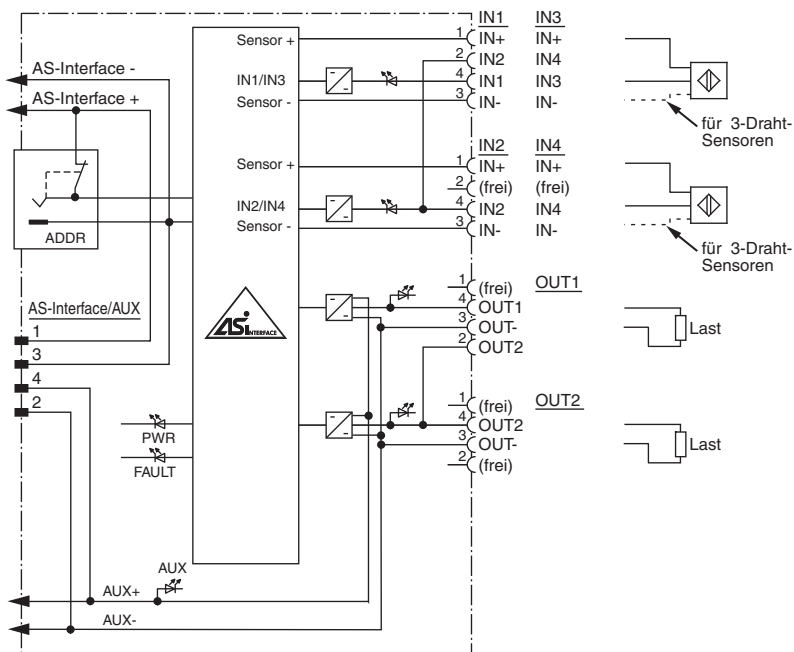 IN1 IN3
Sensor + 1 IN+ IN+
2 IN2 IN4
AS-Interface -
IN1/IN3 4 IN1 IN3
AS-Interface +
Sensor - 3 IN- IN-
für 3-Draht-
Sensoren
IN2 IN4
Sensor + 1 IN+ IN+
2 (frei) (frei)
IN2/IN4 4 IN2 IN4
Sensor - 3 IN- IN-
ADDR
für 3-Draht-
Sensoren
AS-Interface/AUX
1
3
4
2
ASi INTERFACE
1 (frei) OUT1
4 OUT1
3 OUT-
2 OUT2
Last
1 (frei) OUT2
4 OUT2
3 OUT-
2 (frei)
Last
PWR
FAULT
AUX
AUX+
AUX-